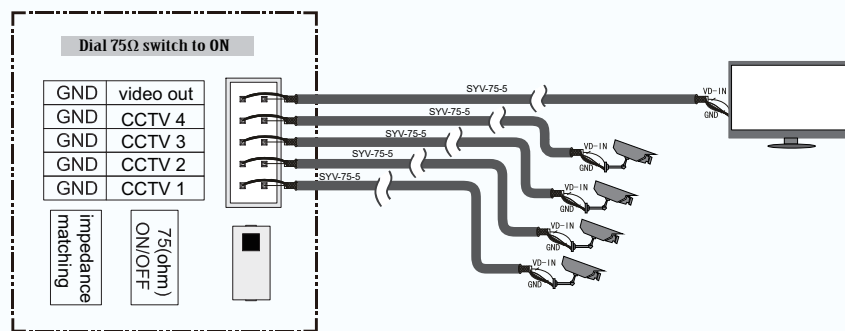 Dial 75Ω switch to ON
GND video out
GND CCTV 4
GND CCTV 3
GND CCTV 2
GND CCTV 1
impedance
matching
75(ohm)
ON/OFF
SYV-75-5
SYV-75-5
SYV-75-5
SYV-75-5
SYV-75-5
VD-IN
GND
VD-IN
GND
VD-IN
GND
VD-IN
GND
VD-IN
GND